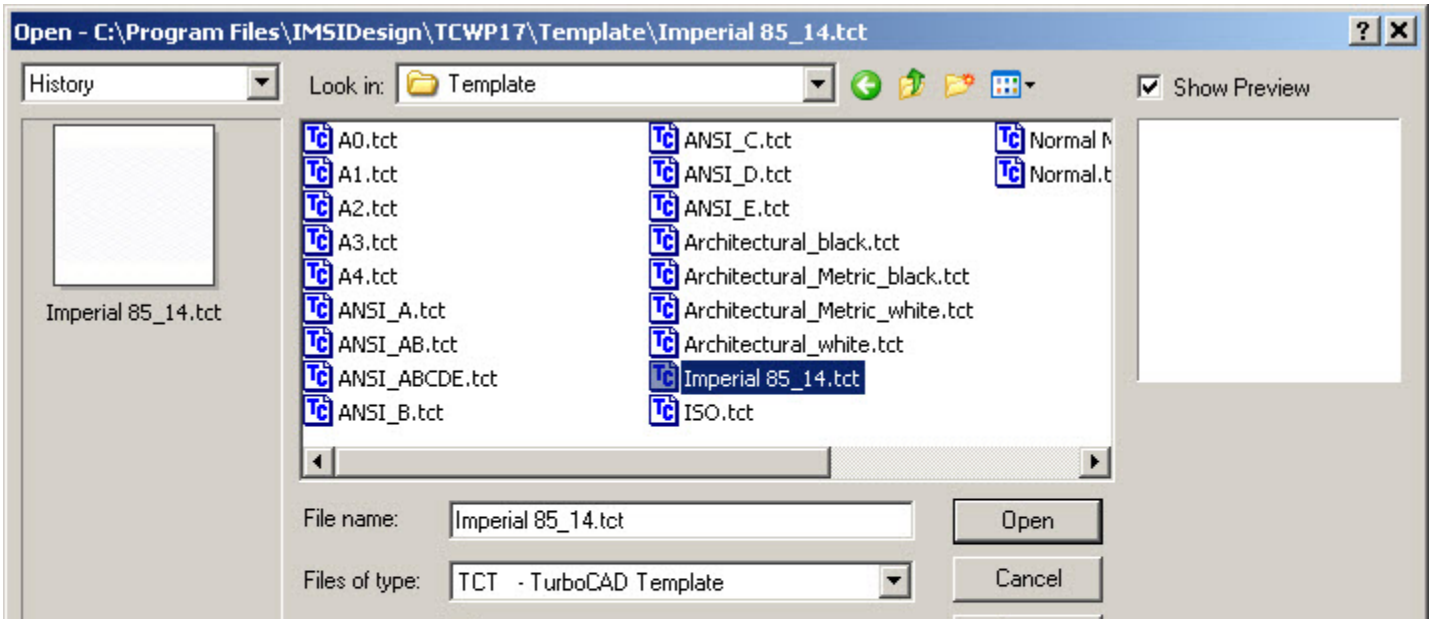 Open - C:\Program Files\IMSIDesign\TCWP17\Template\Imperial 85_14.tct
History
Look in: Template
Show Preview
Imperial 85_14.tct
A0.tct
A1.tct
A2.tct
A3.tct
A4.tct
ANSI_A.tct
ANSI_AB.tct
ANSI_ABCDE.tct
ANSI_B.tct
ANSI_C.tct
ANSI_D.tct
ANSI_E.tct
Architectural_black.tct
Architectural_Metric_black.tct
Architectural_Metric_white.tct
Architectural_white.tct
Imperial 85_14.tct
ISO.tct
Normal M
Normal.t
File name: Imperial 85_14.tct
Open
Files of type: TCT - TurboCAD Template
Cancel